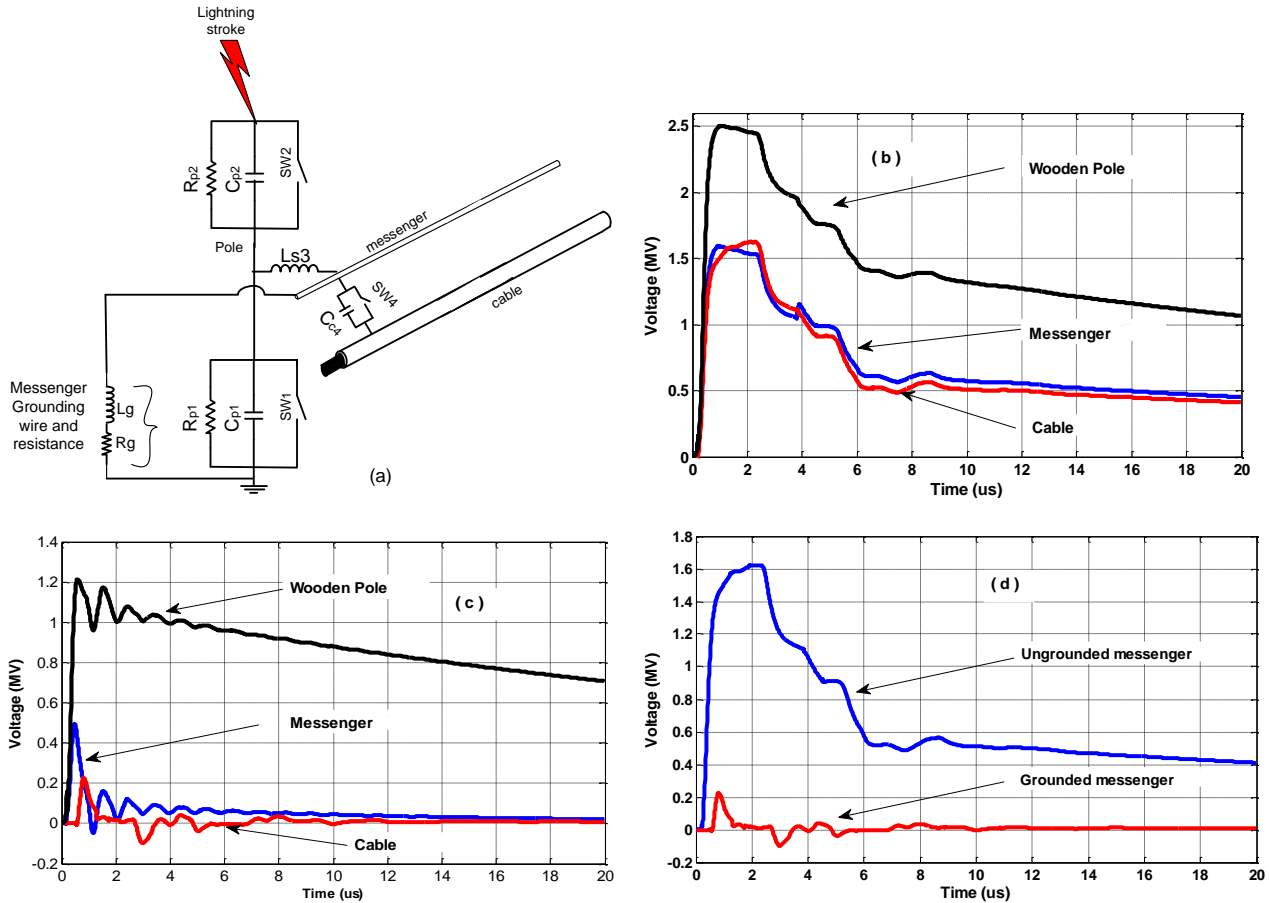 Lightning
stroke
Rp2
Cp2
SW2
Pole
Ls3
messenger
SW4
Cc4
cable
Messenger
Grounding
wire and
resistance
Lg
Rg
Rp1
Cp1
SW1
(a)
2.5
2
1.5
1
0.5
0
Voltage (MV)
( b )
Wooden Pole
Messenger
Cable
0 2 4 6 8 10 12 14 16 18 20
Time (us)
1.4
1.2
1
0.8
0.6
0.4
0.2
0
-0.2
Voltage (MV)
Wooden Pole
( c )
Messenger
Cable
0 2 4 6 8 10 12 14 16 18 20
Time (us)
1.8
1.6
1.4
1.2
1
0.8
0.6
0.4
0.2
0
-0.2
Voltage (MV)
( d )
Ungrounded messenger
Grounded messenger
0 2 4 6 8 10 12 14 16 18 20
Time (us)